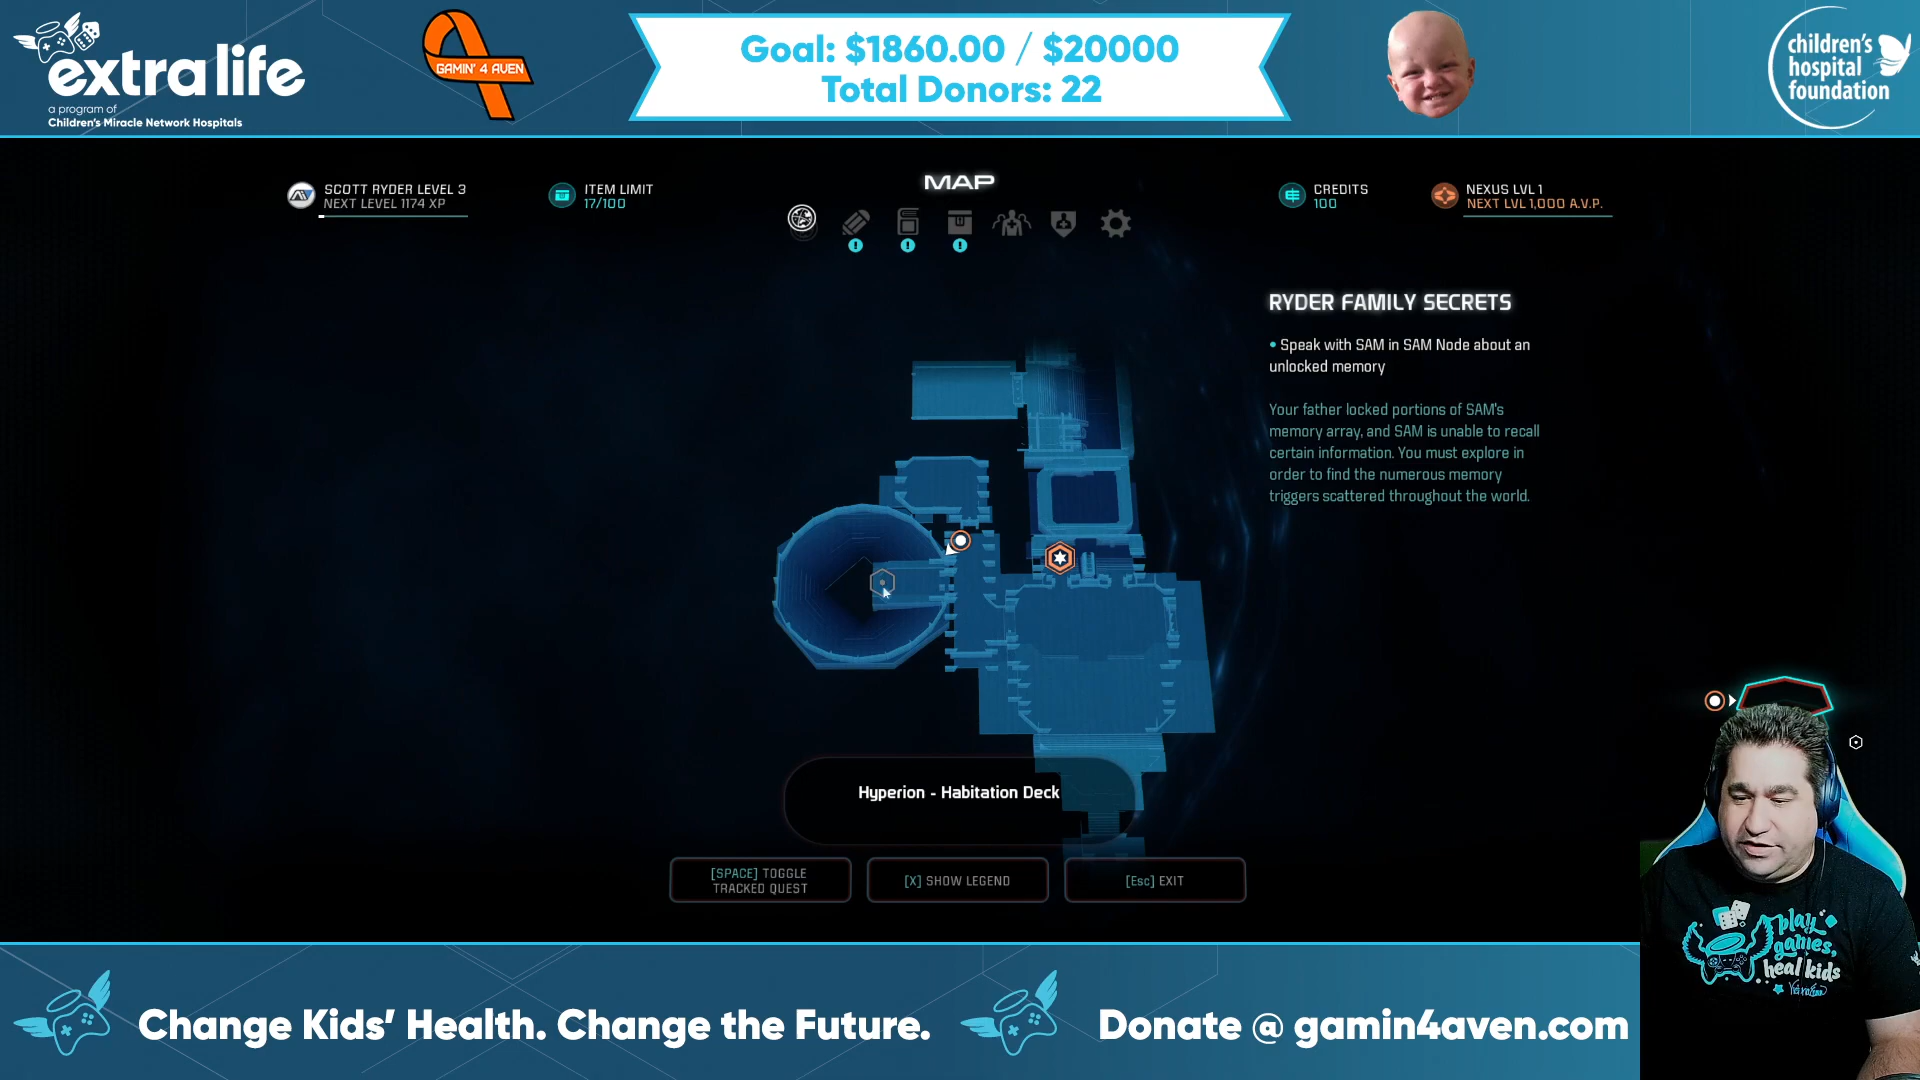 extra life
a program of
Children's Miracle Network Hospitals
GAMIN' 4 AVEN
Goal: $1860.00 / $20000
Total Donors: 22
children's
hospital
foundation
SCOTT RYDER LEVEL 3
NEXT LEVEL 1174 XP
ITEM LIMIT
17/100
MAP
CREDITS
100
NEXUS LVL 1
NEXT LVL 1,000 A.V.P.
RYDER FAMILY SECRETS
• Speak with SAM in SAM Node about an
unlocked memory
Your father locked portions of SAM's
memory array, and SAM is unable to recall
certain information. You must explore in
order to find the numerous memory
triggers scattered throughout the world.
Hyperion - Habitation Deck
[SPACE] TOGGLE
TRACKED QUEST
[X] SHOW LEGEND
[Esc] EXIT
play
games,
heal kids
Change Kids' Health. Change the Future.
Donate @ gamin4aven.com